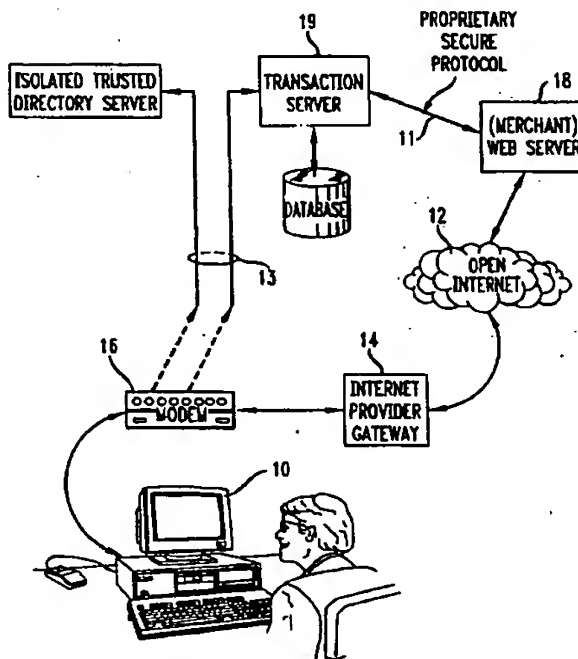 19
PROPRIETARY
SECURE
PROTOCOL
ISOLATED TRUSTED
DIRECTORY SERVER
TRANSACTION
SERVER
18
11
(MERCHANT)
WEB SERVER
DATABASE
12
OPEN
INTERNET
13
16
MODEM
14
INTERNET
PROVIDER
GATEWAY
10